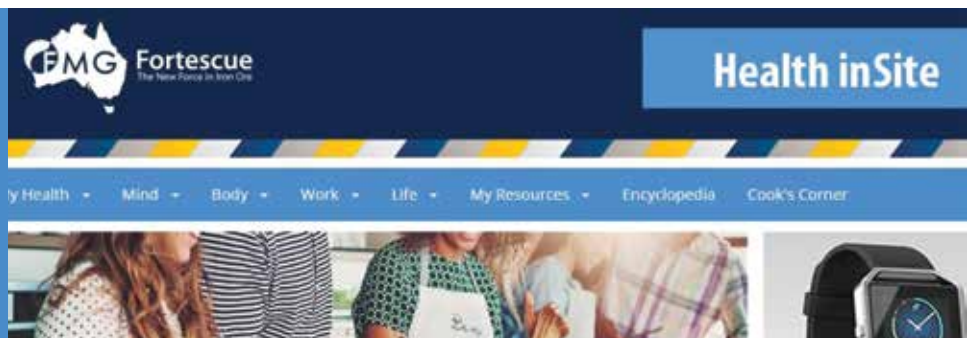 FMG Fortescue
The New Force in Iron Ore
Health inSite
y Health Mind Body Work Life My Resources Encyclopedia Cook's Corner